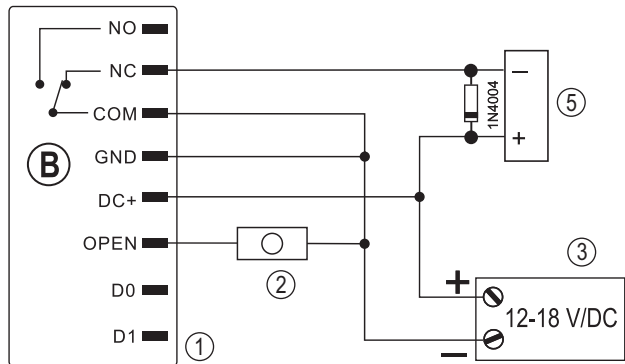 NO
NC
COM
GND
DC+
OPEN
D0
D1
B
1
2
1N4004
−
+
5
3
+
12-18 V/DC
−